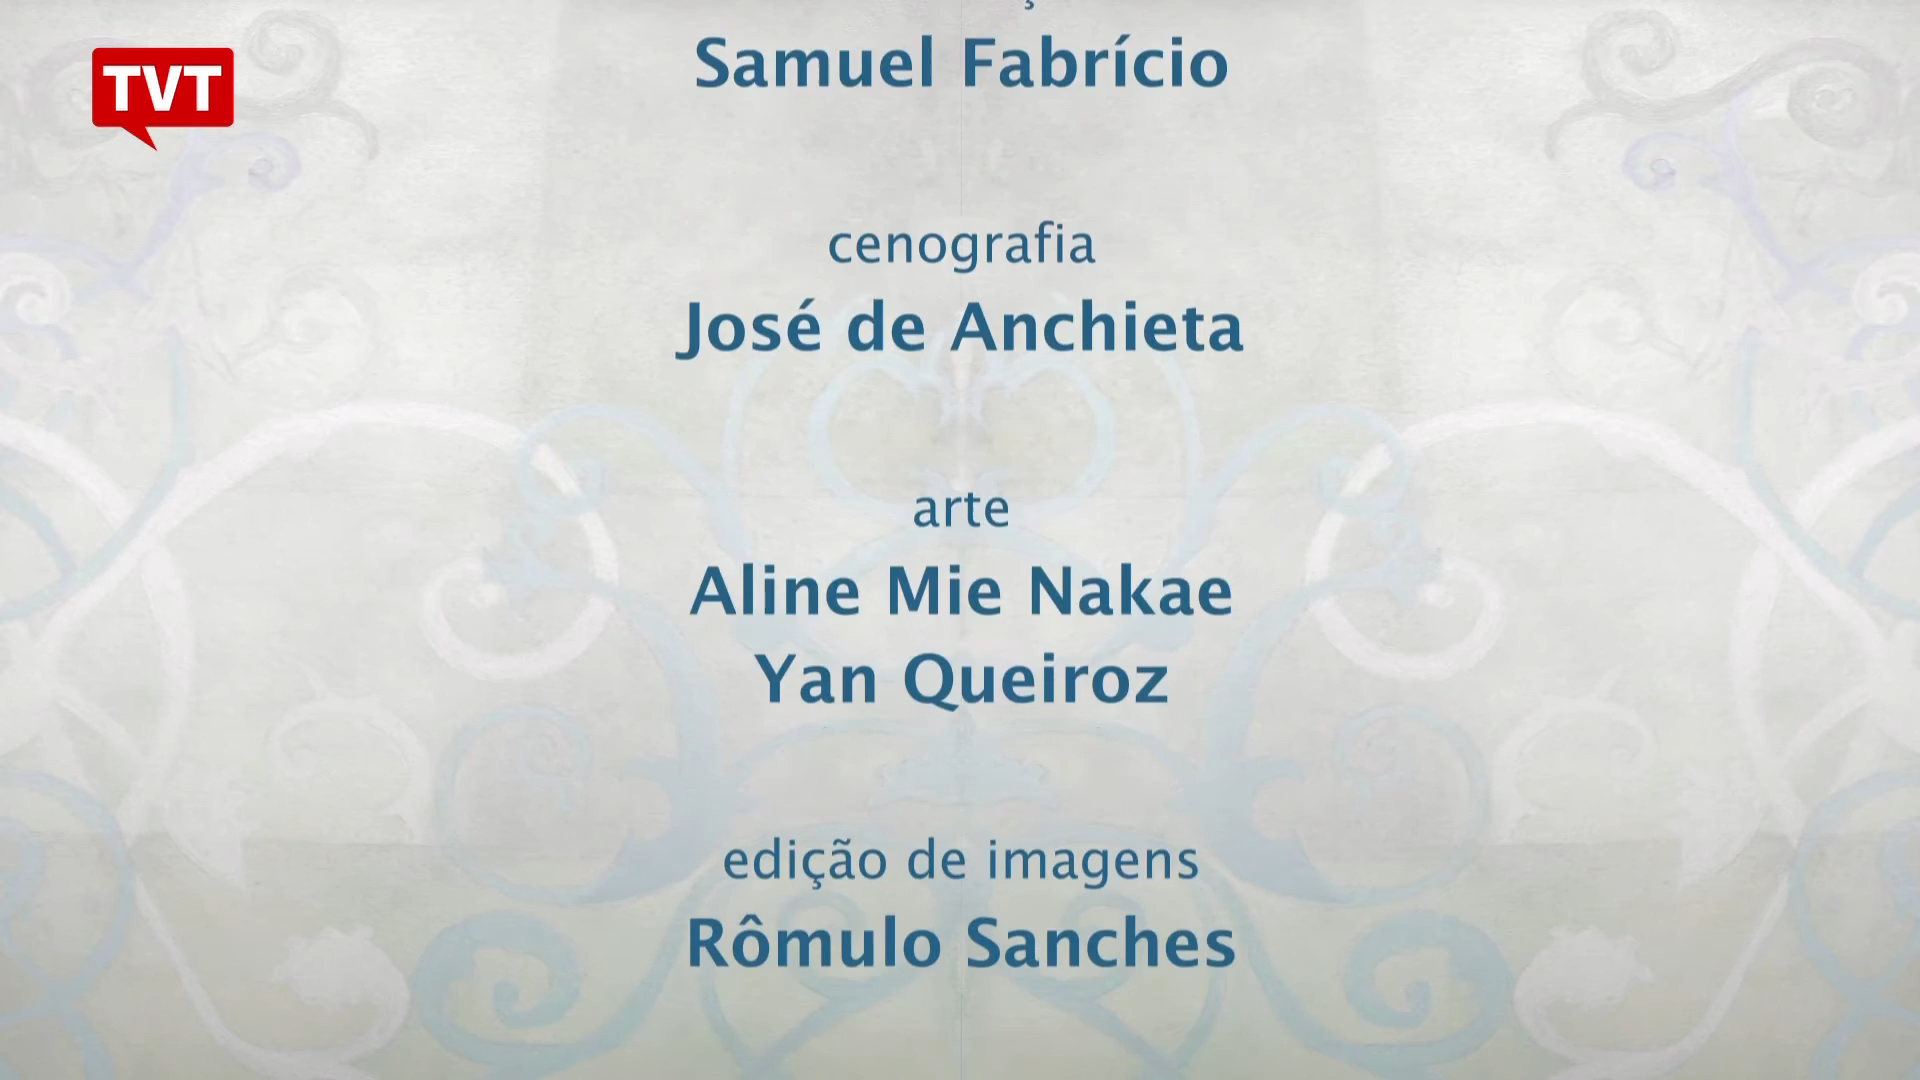 TVT
Samuel Fabrício
cenografia
José de Anchieta
arte
Aline Mie Nakae
Yan Queiroz
edição de imagens
Rômulo Sanches